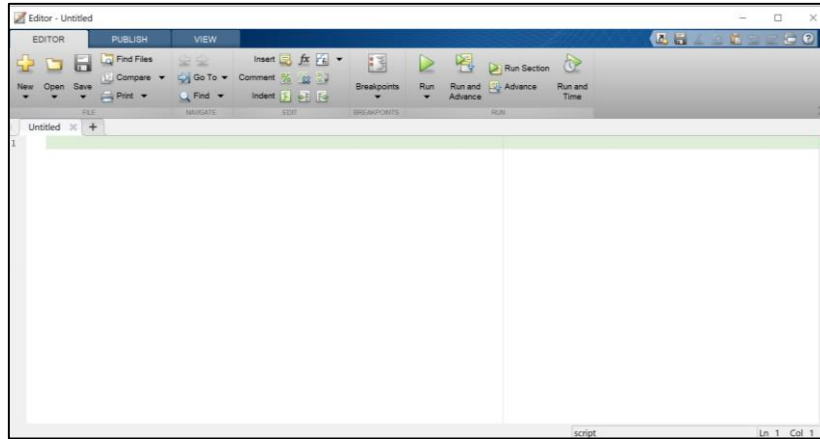 Editor - Untitled
EDITOR PUBLISH VIEW
New Open Save
Find Files
Compare
Print
FILE
Go To
Find
NAVIGATE
Insert fx
Comment %
Indent
EDIT
Breakpoints
BREAKPOINTS
Run
Run and Advance
Run Section
Advance
Run and Time
RUN
Untitled
1
script Ln 1 Col 1